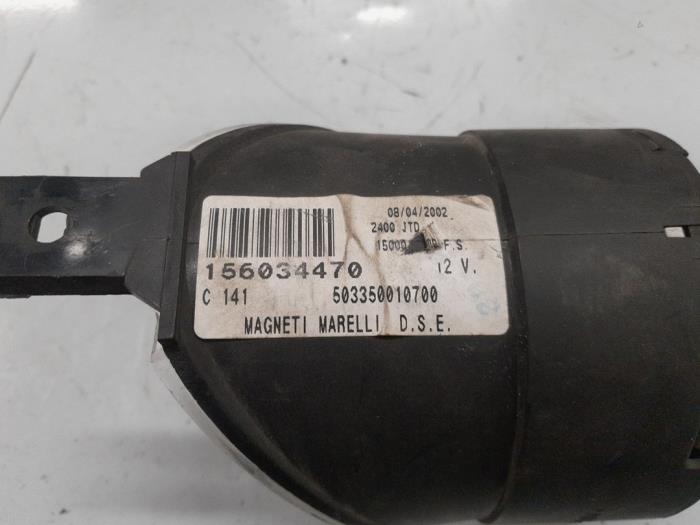 08/04/2002
2400 JTD
F.S.
156034470
12 V.
C 141
503350010700
MAGNETI MARELLI D.S.E.